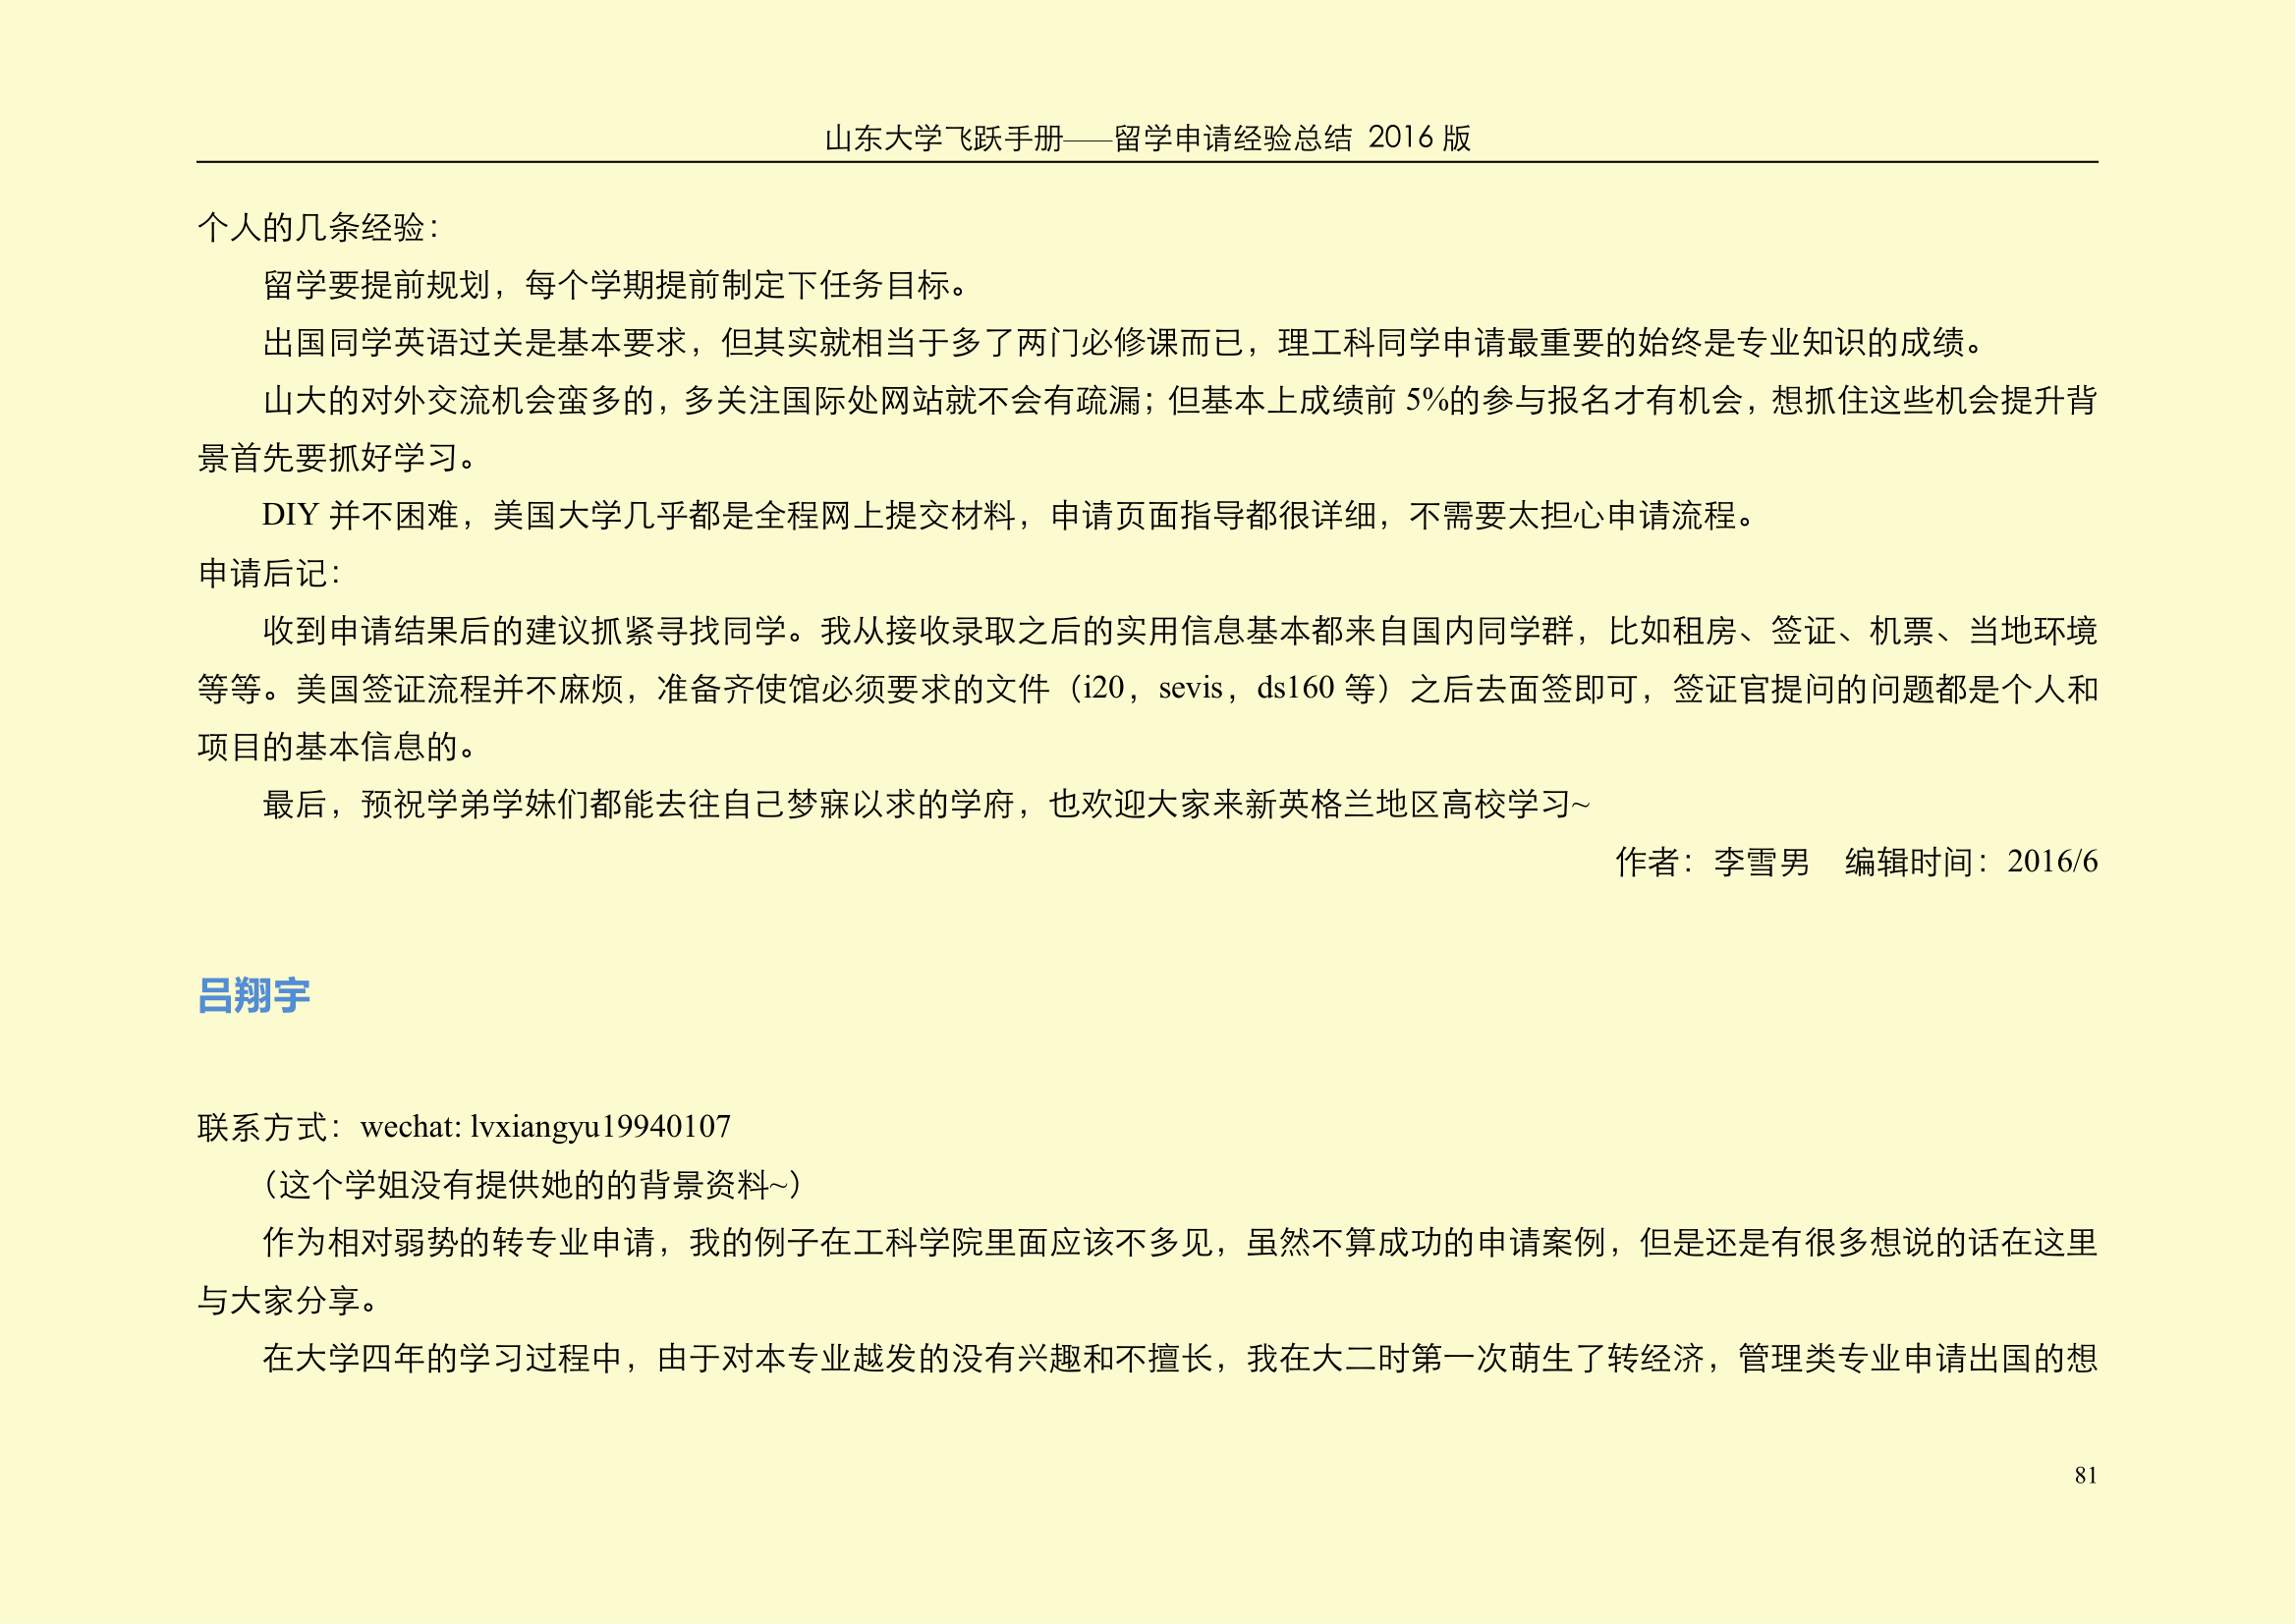 山东大学飞跃手册——留学申请经验总结 2016 版
个人的几条经验：
留学要提前规划，每个学期提前制定下任务目标。
出国同学英语过关是基本要求，但其实就相当于多了两门必修课而已，理工科同学申请最重要的始终是专业知识的成绩。
山大的对外交流机会蛮多的，多关注国际处网站就不会有疏漏；但基本上成绩前 5%的参与报名才有机会，想抓住这些机会提升背
景首先要抓好学习。
DIY 并不困难，美国大学几乎都是全程网上提交材料，申请页面指导都很详细，不需要太担心申请流程。
申请后记：
收到申请结果后的建议抓紧寻找同学。我从接收录取之后的实用信息基本都来自国内同学群，比如租房、签证、机票、当地环境
等等。美国签证流程并不麻烦，准备齐使馆必须要求的文件（i20，sevis，ds160 等）之后去面签即可，签证官提问的问题都是个人和
项目的基本信息的。
最后，预祝学弟学妹们都能去往自己梦寐以求的学府，也欢迎大家来新英格兰地区高校学习~
作者：李雪男　编辑时间：2016/6
吕翔宇
联系方式：wechat: lvxiangyu19940107
（这个学姐没有提供她的的背景资料~）
作为相对弱势的转专业申请，我的例子在工科学院里面应该不多见，虽然不算成功的申请案例，但是还是有很多想说的话在这里
与大家分享。
在大学四年的学习过程中，由于对本专业越发的没有兴趣和不擅长，我在大二时第一次萌生了转经济，管理类专业申请出国的想
81